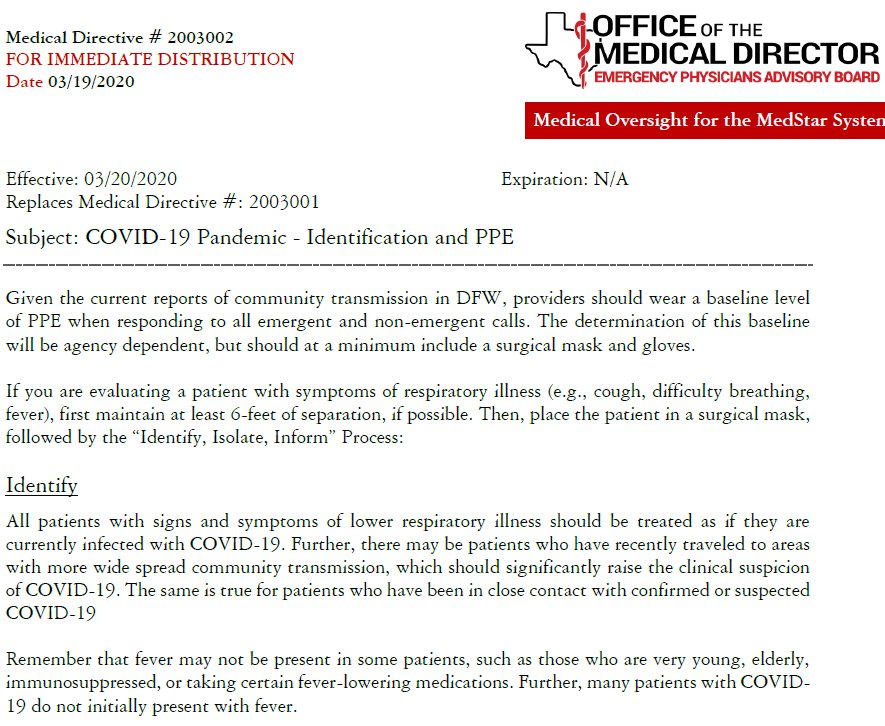 Medical Directive # 2003002
FOR IMMEDIATE DISTRIBUTION
Date 03/19/2020
OFFICE OF THE
MEDICAL DIRECTOR
EMERGENCY PHYSICIANS ADVISORY BOARD
Medical Oversight for the MedStar System
Effective: 03/20/2020
Expiration: N/A
Replaces Medical Directive #: 2003001
Subject: COVID-19 Pandemic - Identification and PPE
Given the current reports of community transmission in DFW, providers should wear a baseline level
of PPE when responding to all emergent and non-emergent calls. The determination of this baseline
will be agency dependent, but should at a minimum include a surgical mask and gloves.
If you are evaluating a patient with symptoms of respiratory illness (e.g., cough, difficulty breathing,
fever), first maintain at least 6-feet of separation, if possible. Then, place the patient in a surgical mask,
followed by the “Identify, Isolate, Inform” Process:
Identify
All patients with signs and symptoms of lower respiratory illness should be treated as if they are
currently infected with COVID-19. Further, there may be patients who have recently traveled to areas
with more wide spread community transmission, which should significantly raise the clinical suspicion
of COVID-19. The same is true for patients who have been in close contact with confirmed or suspected
COVID-19
Remember that fever may not be present in some patients, such as those who are very young, elderly,
immunosuppressed, or taking certain fever-lowering medications. Further, many patients with COVID-
19 do not initially present with fever.